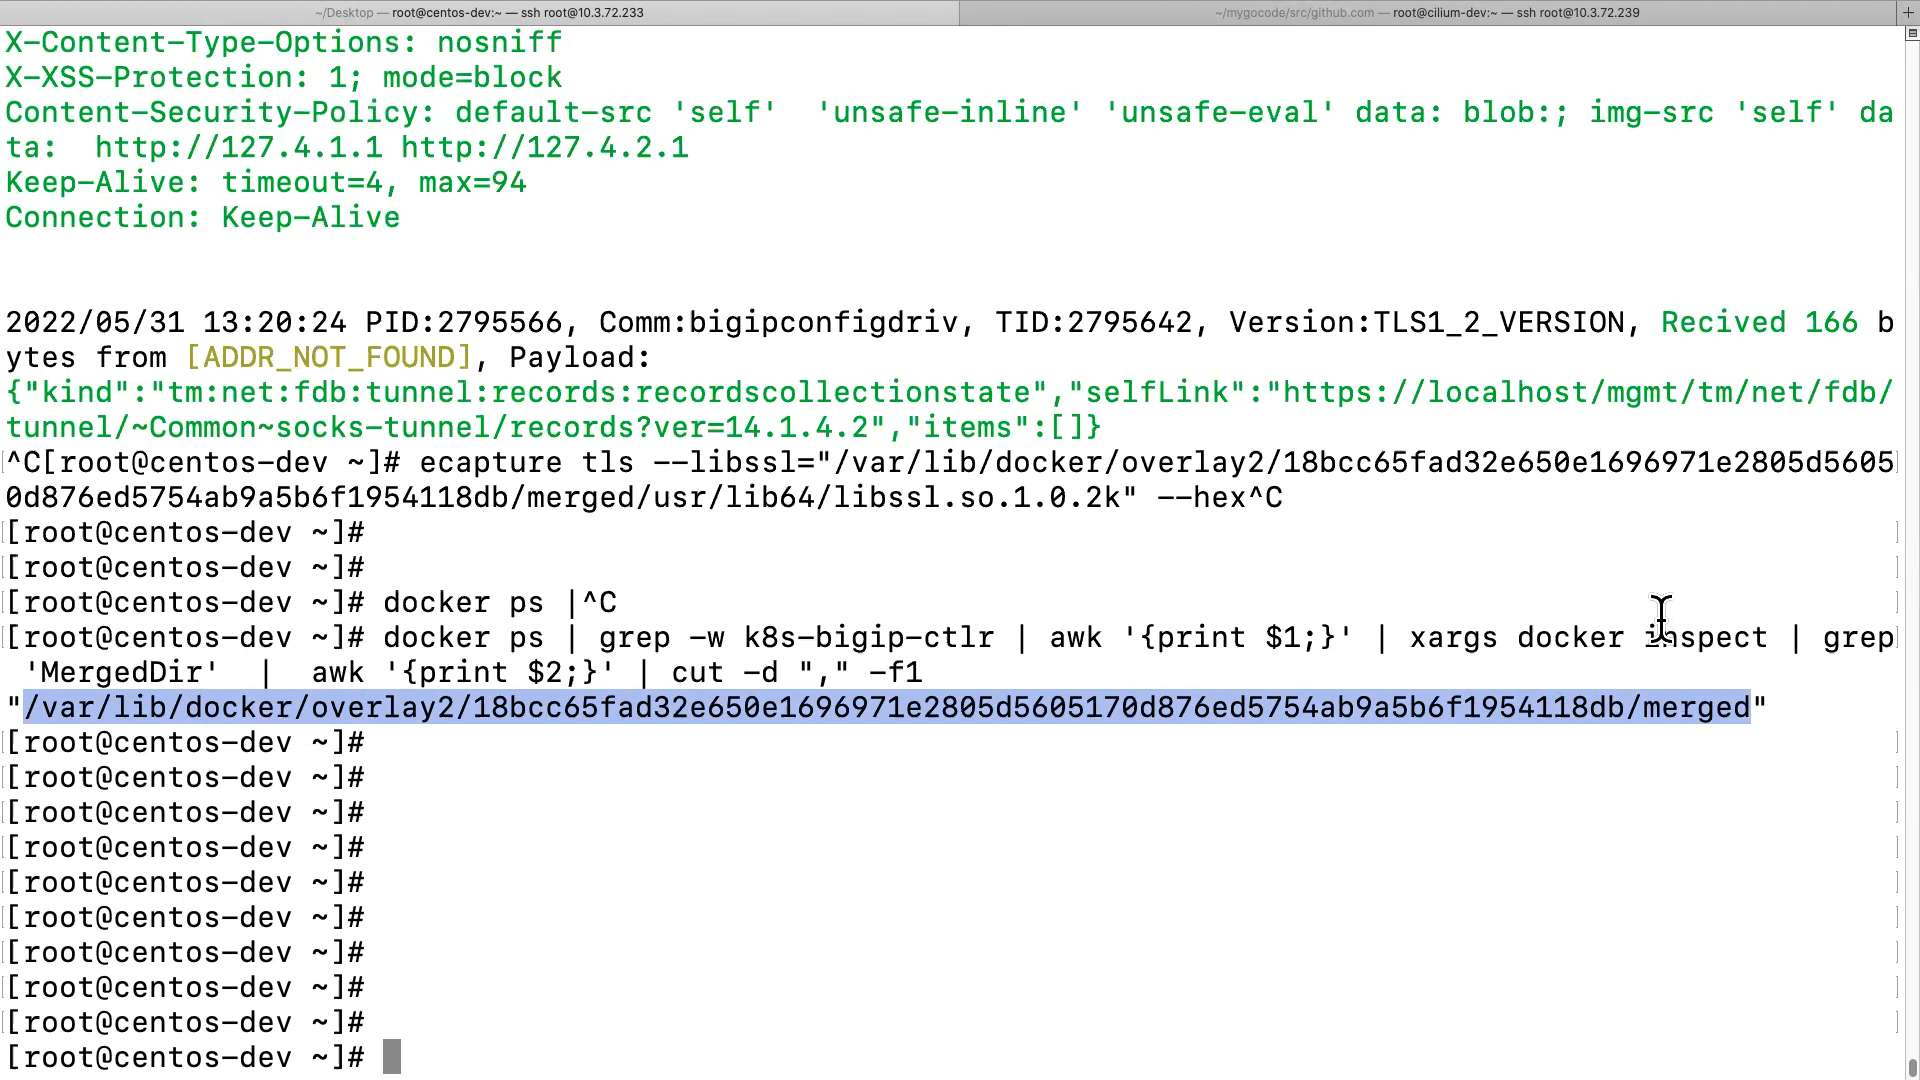 ~/Desktop — root@centos-dev:~ — ssh root@10.3.72.233
~/mygocode/src/github.com — root@cilium-dev:~ — ssh root@10.3.72.239
X-Content-Type-Options: nosniff
X-XSS-Protection: 1; mode=block
Content-Security-Policy: default-src 'self'  'unsafe-inline' 'unsafe-eval' data: blob:; img-src 'self' da
ta:  http://127.4.1.1 http://127.4.2.1
Keep-Alive: timeout=4, max=94
Connection: Keep-Alive
2022/05/31 13:20:24 PID:2795566, Comm:bigipconfigdriv, TID:2795642, Version:TLS1_2_VERSION, Recived 166 b
ytes from [ADDR_NOT_FOUND], Payload:
{"kind":"tm:net:fdb:tunnel:records:recordscollectionstate","selfLink":"https://localhost/mgmt/tm/net/fdb/
tunnel/~Common~socks-tunnel/records?ver=14.1.4.2","items":[]}
^C[root@centos-dev ~]# ecapture tls --libssl="/var/lib/docker/overlay2/18bcc65fad32e650e1696971e2805d5605
0d876ed5754ab9a5b6f1954118db/merged/usr/lib64/libssl.so.1.0.2k" --hex^C
[root@centos-dev ~]#
[root@centos-dev ~]#
[root@centos-dev ~]# docker ps |^C
[root@centos-dev ~]# docker ps | grep -w k8s-bigip-ctlr | awk '{print $1;}' | xargs docker inspect | grep
'MergedDir'  |  awk '{print $2;}' | cut -d "," -f1
"/var/lib/docker/overlay2/18bcc65fad32e650e1696971e2805d5605170d876ed5754ab9a5b6f1954118db/merged"
[root@centos-dev ~]#
[root@centos-dev ~]#
[root@centos-dev ~]#
[root@centos-dev ~]#
[root@centos-dev ~]#
[root@centos-dev ~]#
[root@centos-dev ~]#
[root@centos-dev ~]#
[root@centos-dev ~]#
[root@centos-dev ~]#